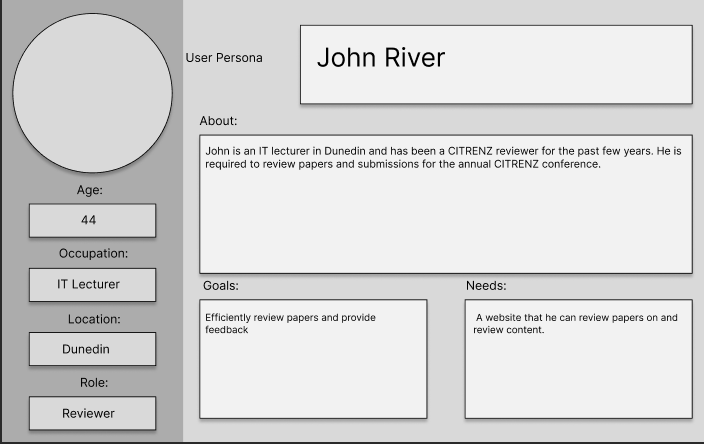 User Persona
John River
About:
John is an IT lecturer in Dunedin and has been a CITRENZ reviewer for the past few years. He is
required to review papers and submissions for the annual CITRENZ conference.
Age:
44
Occupation:
IT Lecturer
Location:
Dunedin
Role:
Reviewer
Goals:
Efficiently review papers and provide
feedback
Needs:
A website that he can review papers on and
review content.